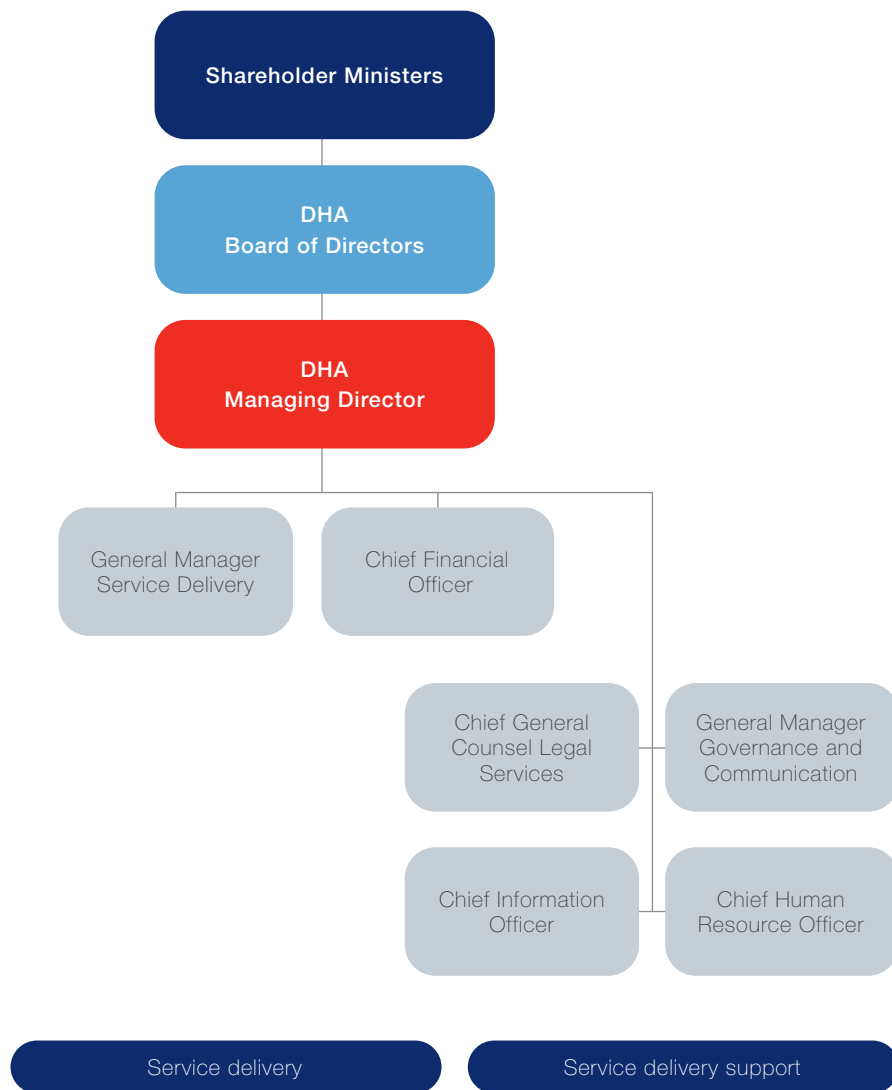 Shareholder Ministers
DHA
Board of Directors
DHA
Managing Director
General Manager
Service Delivery
Chief Financial
Officer
Chief General
Counsel Legal
Services
General Manager
Governance and
Communication
Chief Information
Officer
Chief Human
Resource Officer
Service delivery
Service delivery support